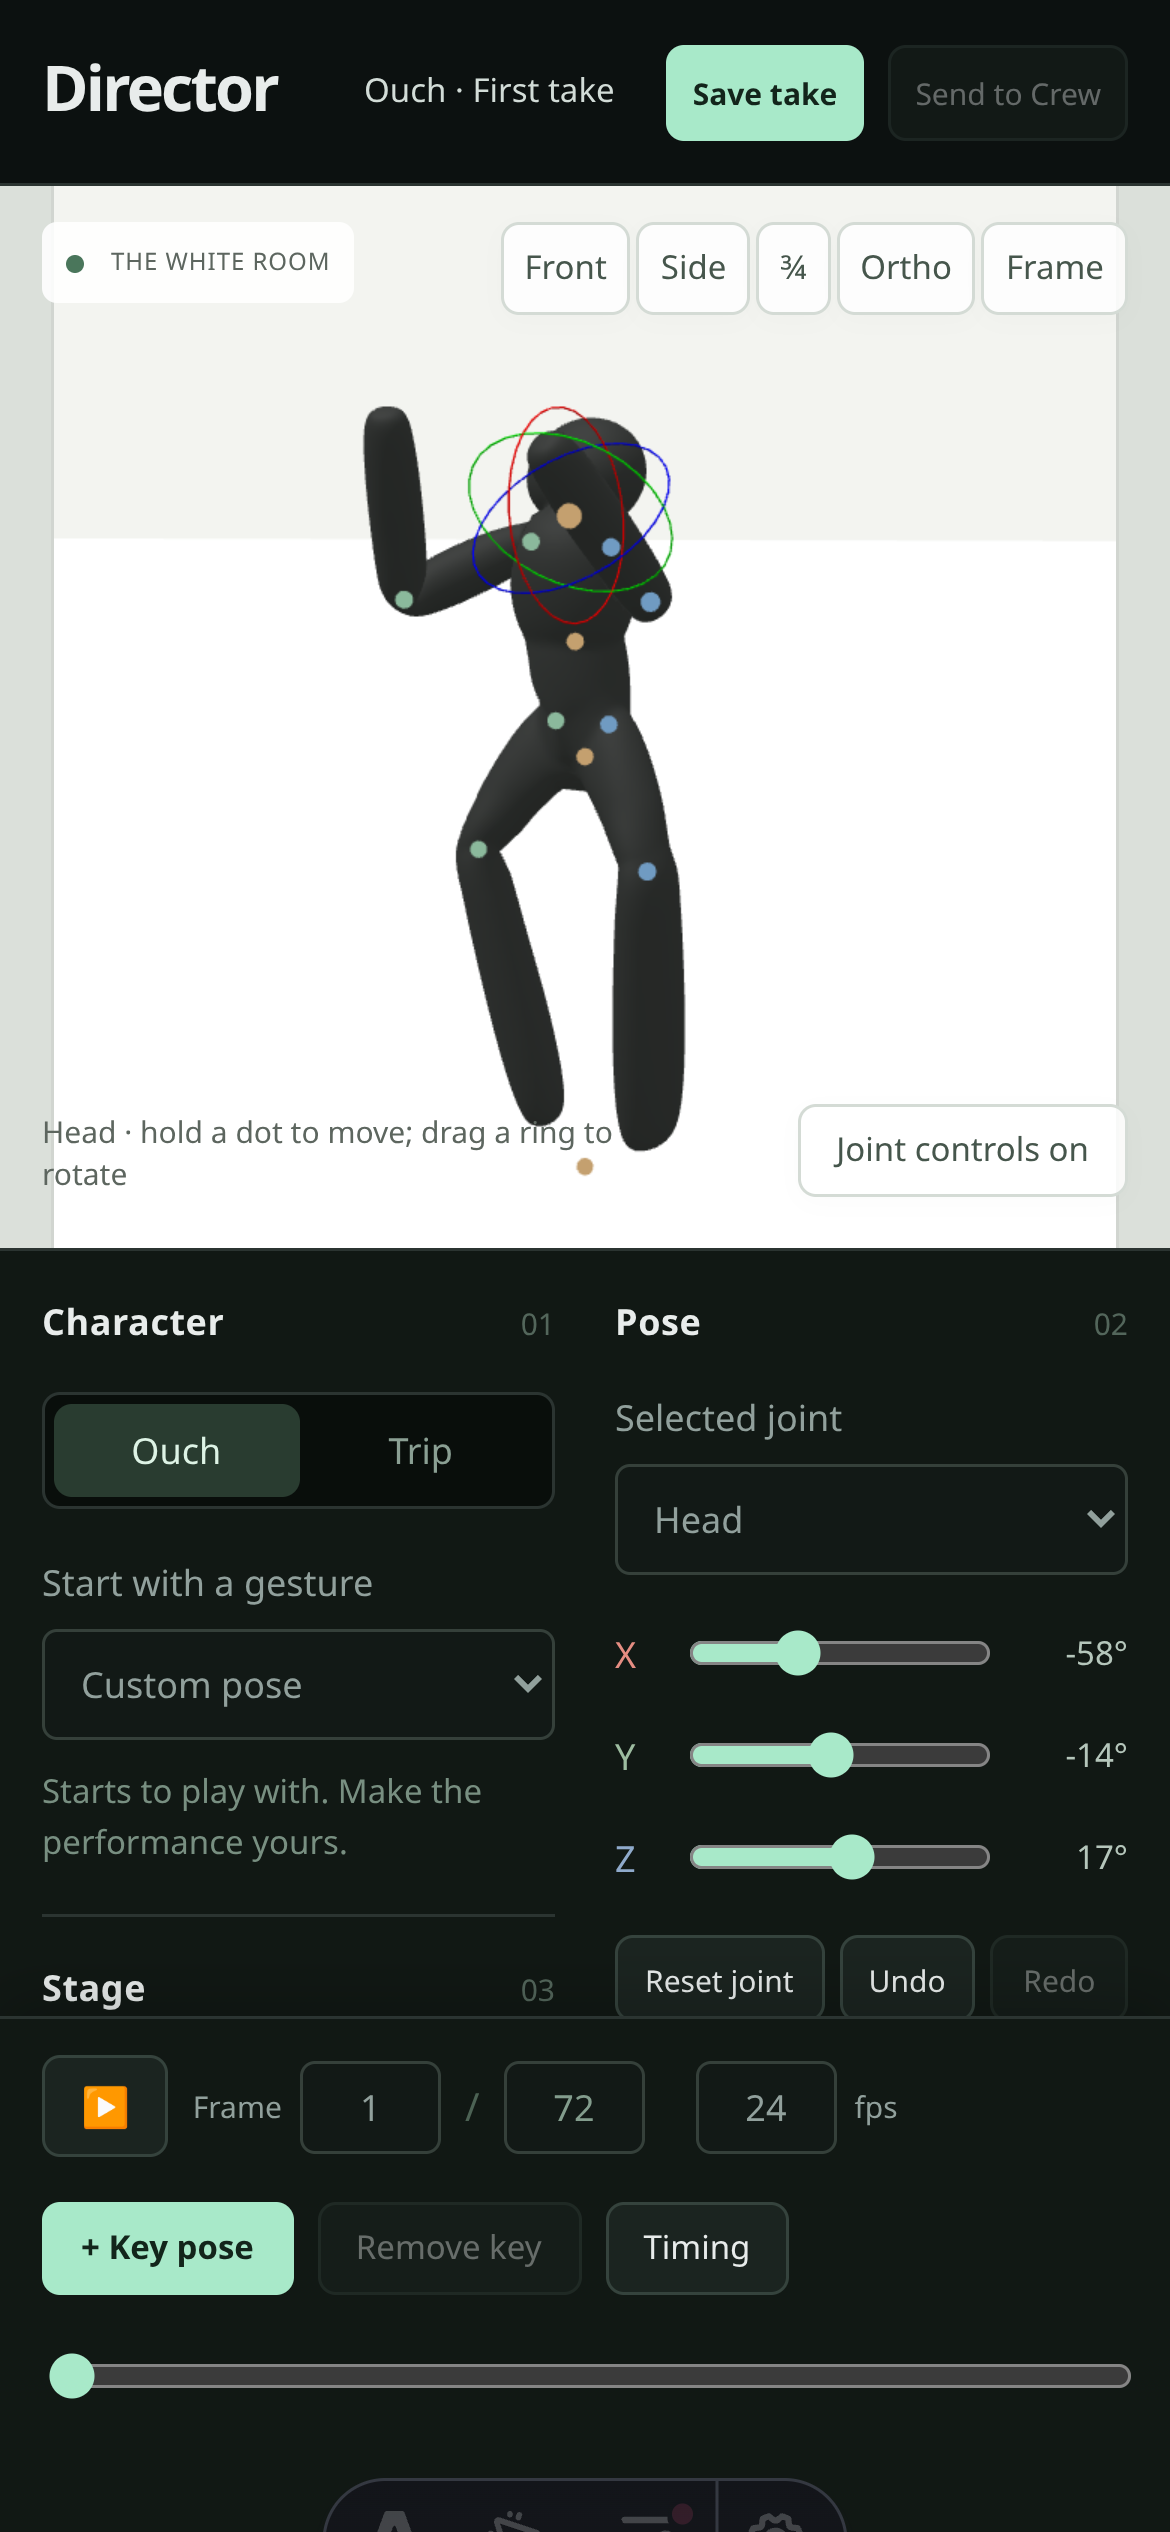 Director
Ouch · First take
Save take
Send to Crew
THE WHITE ROOM
Front
Side
¾
Ortho
Frame
Head · hold a dot to move; drag a ring to
rotate
Joint controls on
Character
01
Ouch
Trip
Start with a gesture
Custom pose
Starts to play with. Make the
performance yours.
Stage
03
Pose
02
Selected joint
Head
X
-58°
Y
-14°
Z
17°
Reset joint
Undo
Redo
Frame
1
/
72
24
fps
+ Key pose
Remove key
Timing